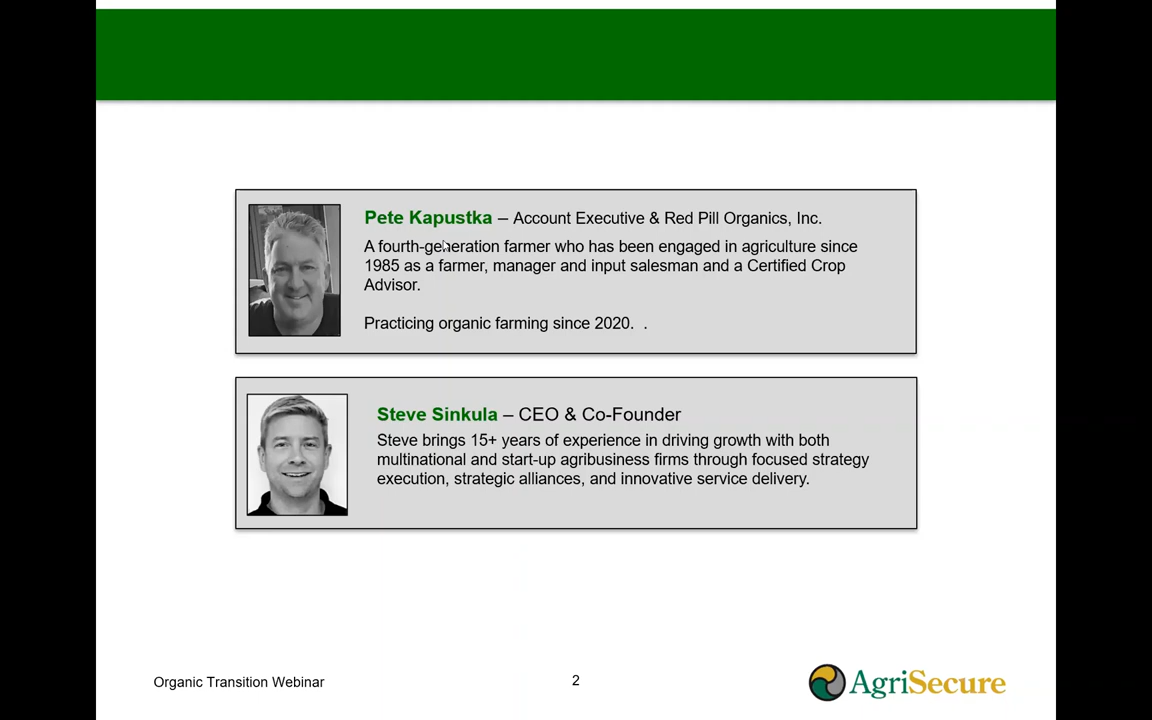 Pete Kapustka – Account Executive & Red Pill Organics, Inc.
A fourth-generation farmer who has been engaged in agriculture since
1985 as a farmer, manager and input salesman and a Certified Crop
Advisor.
Practicing organic farming since 2020. .
Steve Sinkula – CEO & Co-Founder
Steve brings 15+ years of experience in driving growth with both
multinational and start-up agribusiness firms through focused strategy
execution, strategic alliances, and innovative service delivery.
Organic Transition Webinar
2
AgriSecure